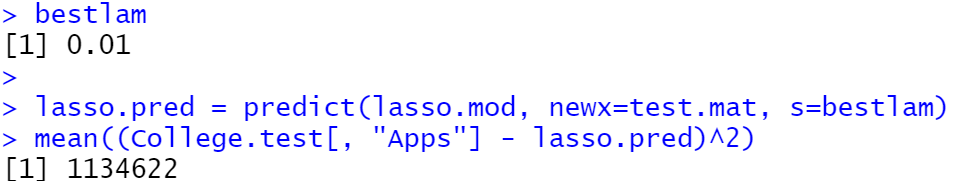 > bestlam
[1] 0.01
>
> lasso.pred = predict(lasso.mod, newx=test.mat, s=bestlam)
> mean((College.test[, "Apps"] - lasso.pred)^2)
[1] 1134622